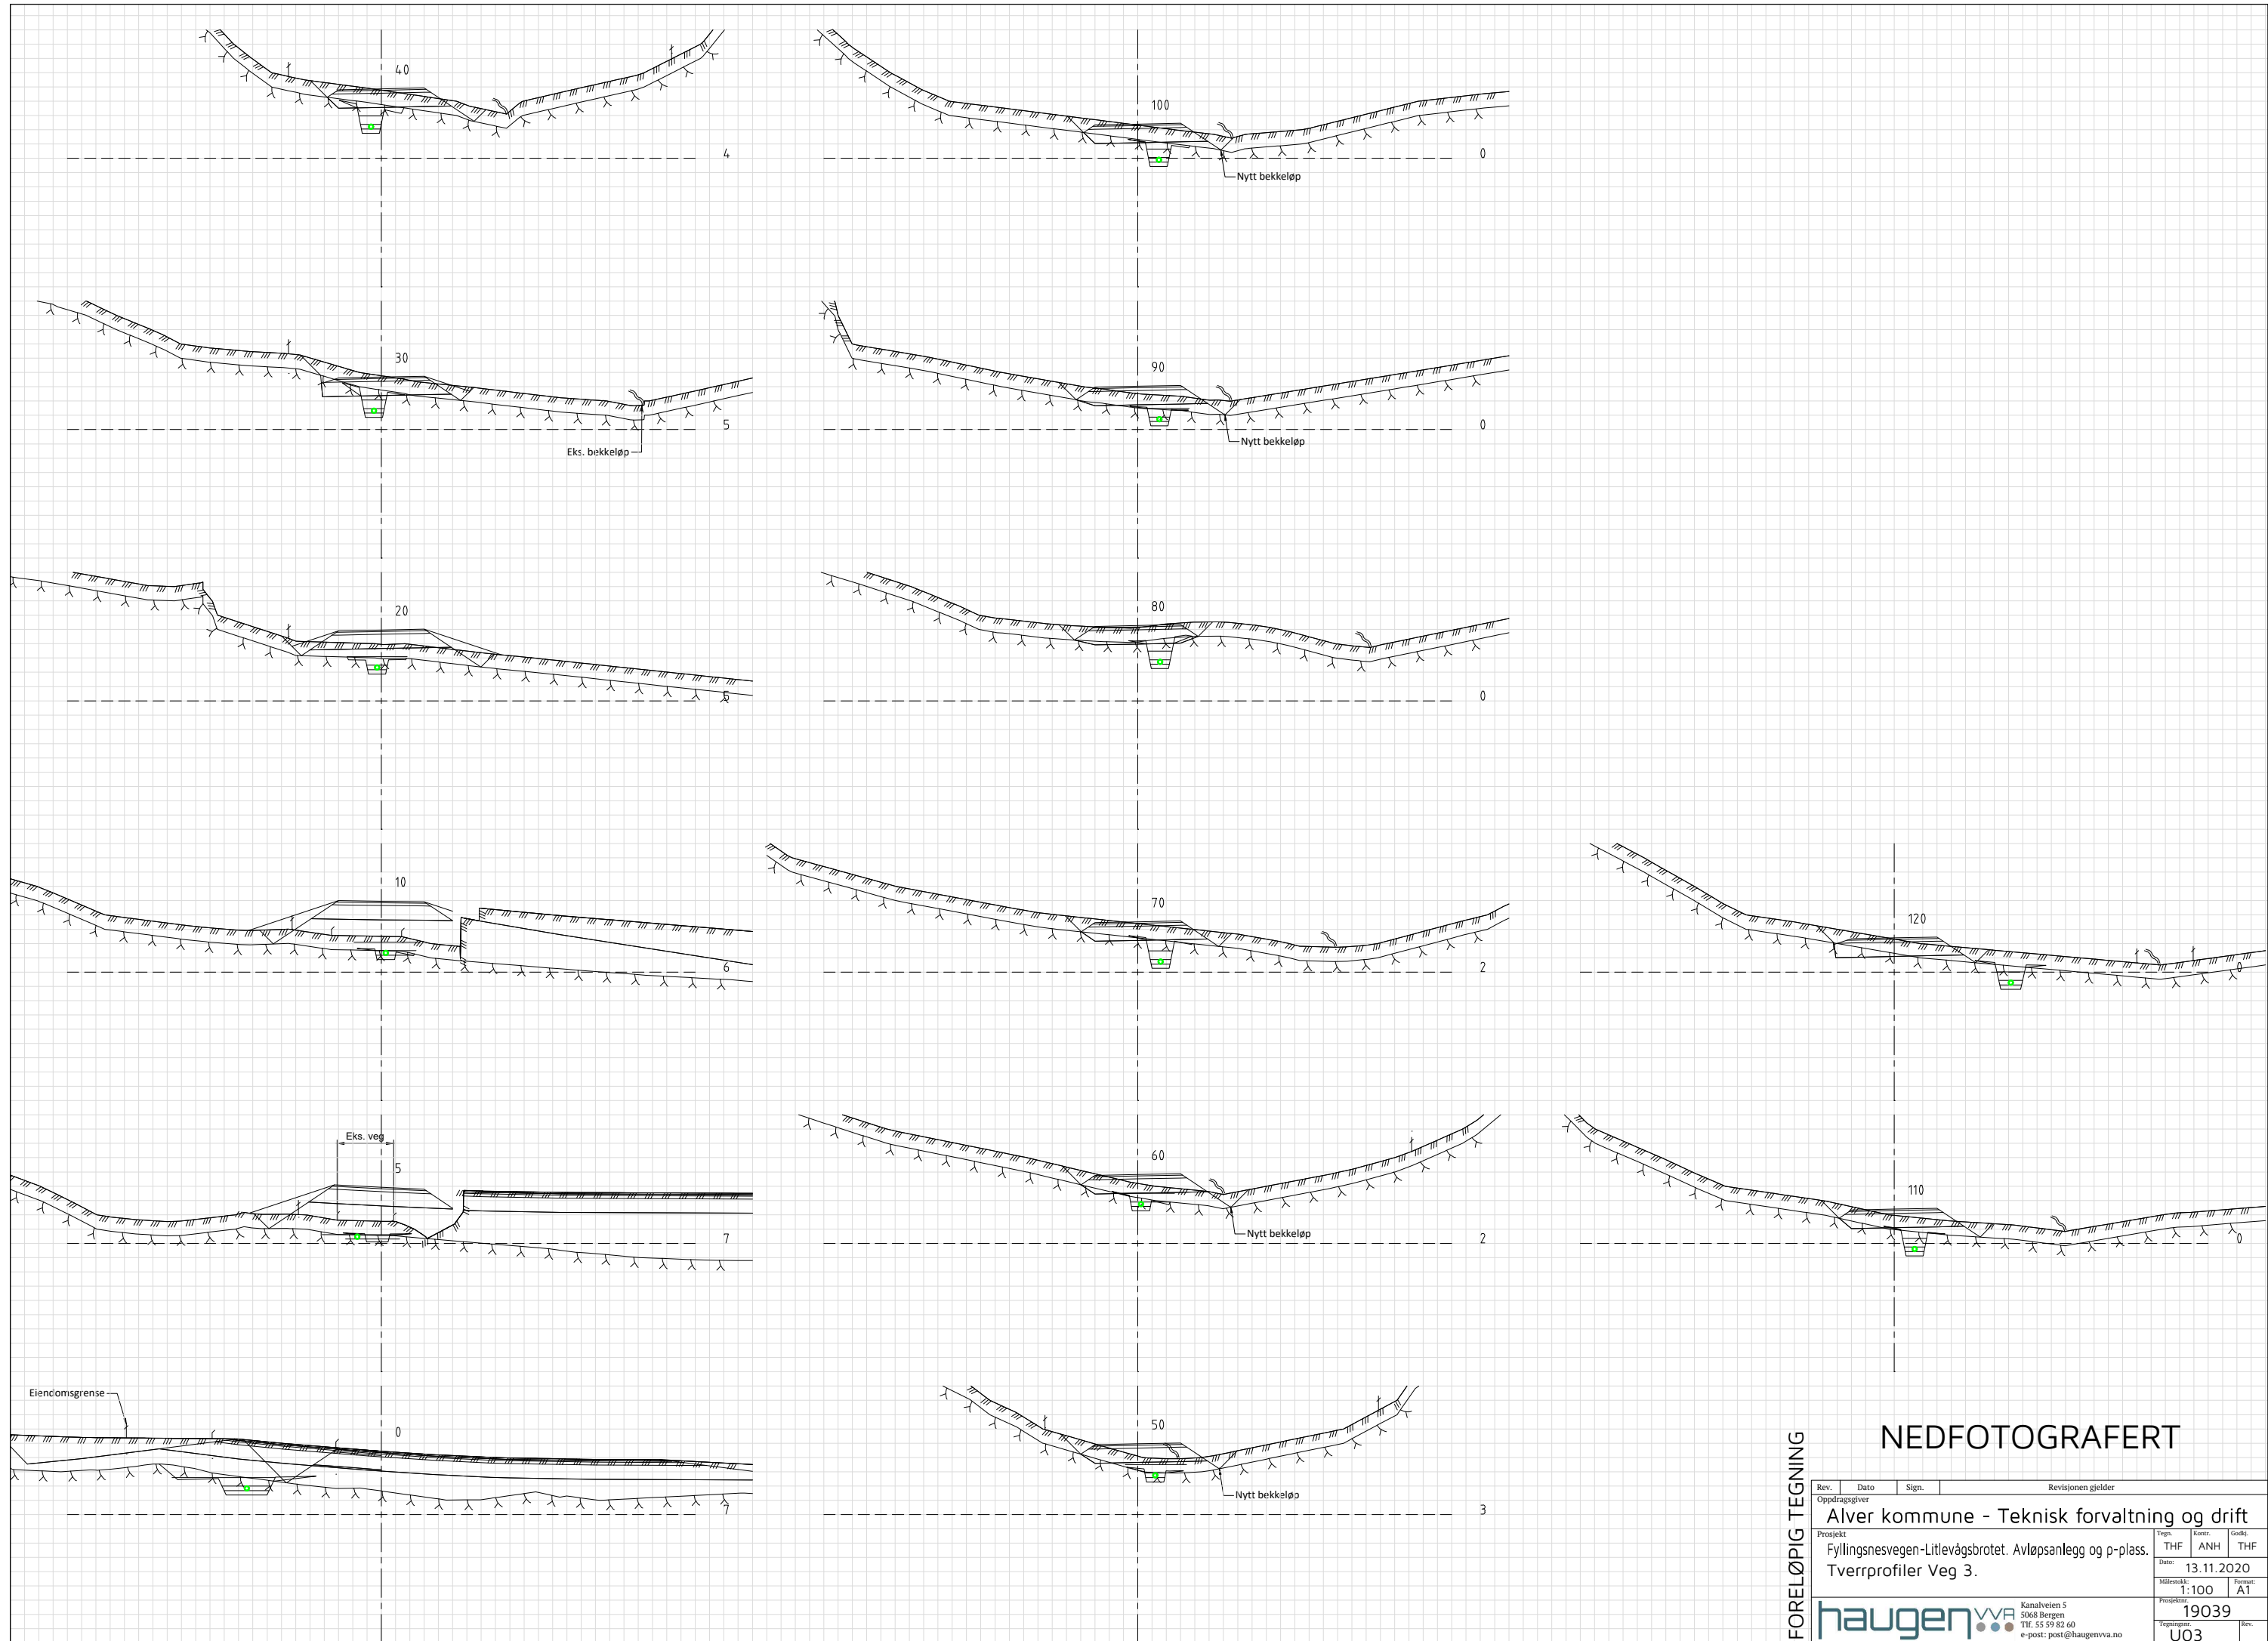 40
4
100
0
Nytt bekkeløp
30
5
Eks. bekkeløp
90
0
Nytt bekkeløp
20
5
80
0
10
6
70
2
120
0
Eks. veg
5
7
60
2
Nytt bekkeløp
110
0
Eiendomsgrense
0
7
50
3
Nytt bekkeløp
FORELØPIG TEGNING
NEDFOTOGRAFERT
Rev. Dato Sign. Revisjonen gjelder
Oppdragsgiver
Alver kommune - Teknisk forvaltning og drift
Prosjekt
Fyllingsnesvegen-Litlevågsbrotet. Avløpsanlegg og p-plass.
Tverrprofiler Veg 3.
Tegn. Kontr. Godkj.
THF ANH THF
Dato:
13.11.2020
Målestokk: Format:
1:100 A1
Prosjektnr.
19039
Tegningsnr. Rev.
U03
haugen VVA
Kanalveien 5
5068 Bergen
Tlf. 55 59 82 60
e-post: post@haugenvva.no